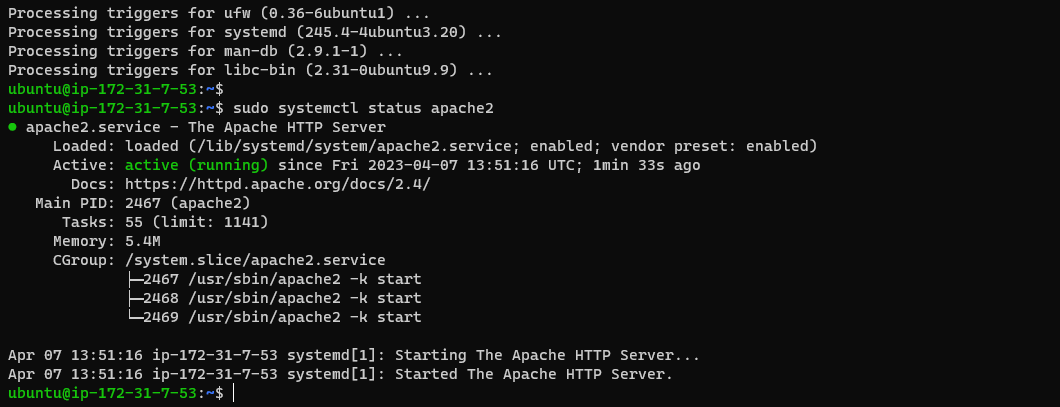 Processing triggers for ufw (0.36-6ubuntu1) ...
Processing triggers for systemd (245.4-4ubuntu3.20) ...
Processing triggers for man-db (2.9.1-1) ...
Processing triggers for libc-bin (2.31-0ubuntu9.9) ...
ubuntu@ip-172-31-7-53:~$
ubuntu@ip-172-31-7-53:~$ sudo systemctl status apache2
● apache2.service - The Apache HTTP Server
     Loaded: loaded (/lib/systemd/system/apache2.service; enabled; vendor preset: enabled)
     Active: active (running) since Fri 2023-04-07 13:51:16 UTC; 1min 33s ago
       Docs: https://httpd.apache.org/docs/2.4/
   Main PID: 2467 (apache2)
      Tasks: 55 (limit: 1141)
     Memory: 5.4M
     CGroup: /system.slice/apache2.service
             ├─2467 /usr/sbin/apache2 -k start
             ├─2468 /usr/sbin/apache2 -k start
             └─2469 /usr/sbin/apache2 -k start

Apr 07 13:51:16 ip-172-31-7-53 systemd[1]: Starting The Apache HTTP Server...
Apr 07 13:51:16 ip-172-31-7-53 systemd[1]: Started The Apache HTTP Server.
ubuntu@ip-172-31-7-53:~$